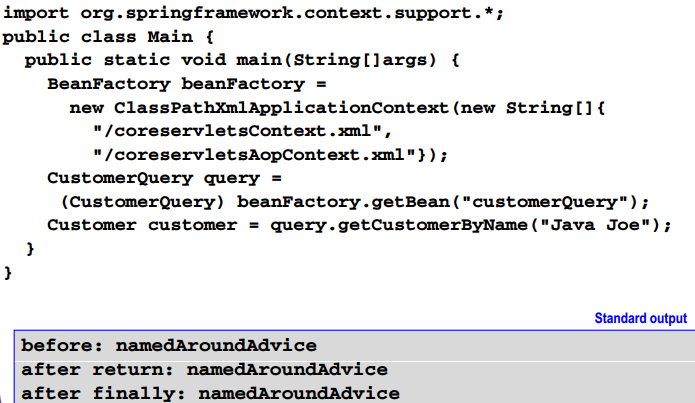 import org.springframework.context.support.*;
public class Main {
public static void main(String[]args) {
BeanFactory beanFactory =
new ClassPathXmlApplicationContext(new String[]{
"/coreservletsContext.xml",
"/coreservletsAopContext.xml"});
CustomerQuery query =
(CustomerQuery) beanFactory.getBean("customerQuery");
Customer customer = query.getCustomerByName("Java Joe");
}
}
Standard output
before: namedAroundAdvice
after return: namedAroundAdvice
after finally: namedAroundAdvice